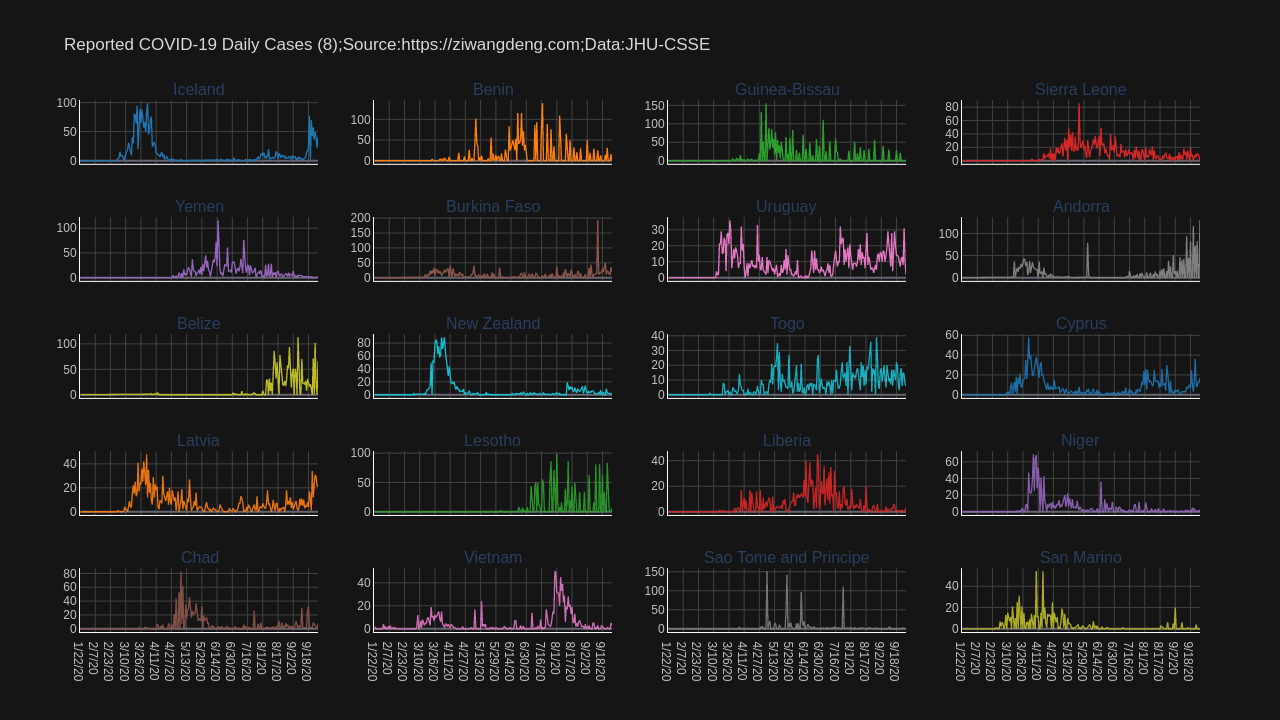 Reported COVID-19 Daily Cases (8);Source:https://ziwangdeng.com;Data:JHU-CSSE
Iceland Benin Guinea-Bissau Sierra Leone
100 50 0
100 50 0
150 100 50 0
80 60 40 20 0
Yemen Burkina Faso Uruguay Andorra
100 50 0
200 150 100 50 0
30 20 10 0
100 50 0
Belize New Zealand Togo Cyprus
100 50 0
80 60 40 20 0
40 30 20 10 0
60 40 20 0
Latvia Lesotho Liberia Niger
40 20 0
100 50 0
40 20 0
60 40 20 0
Chad Vietnam Sao Tome and Principe San Marino
80 60 40 20 0
40 20 0
150 100 50 0
40 20 0
1/22/20 2/7/20 2/23/20 3/10/20 3/26/20 4/11/20 4/27/20 5/13/20 5/29/20 6/14/20 6/30/20 7/16/20 8/1/20 8/17/20 9/2/20 9/18/20
1/22/20 2/7/20 2/23/20 3/10/20 3/26/20 4/11/20 4/27/20 5/13/20 5/29/20 6/14/20 6/30/20 7/16/20 8/1/20 8/17/20 9/2/20 9/18/20
1/22/20 2/7/20 2/23/20 3/10/20 3/26/20 4/11/20 4/27/20 5/13/20 5/29/20 6/14/20 6/30/20 7/16/20 8/1/20 8/17/20 9/2/20 9/18/20
1/22/20 2/7/20 2/23/20 3/10/20 3/26/20 4/11/20 4/27/20 5/13/20 5/29/20 6/14/20 6/30/20 7/16/20 8/1/20 8/17/20 9/2/20 9/18/20